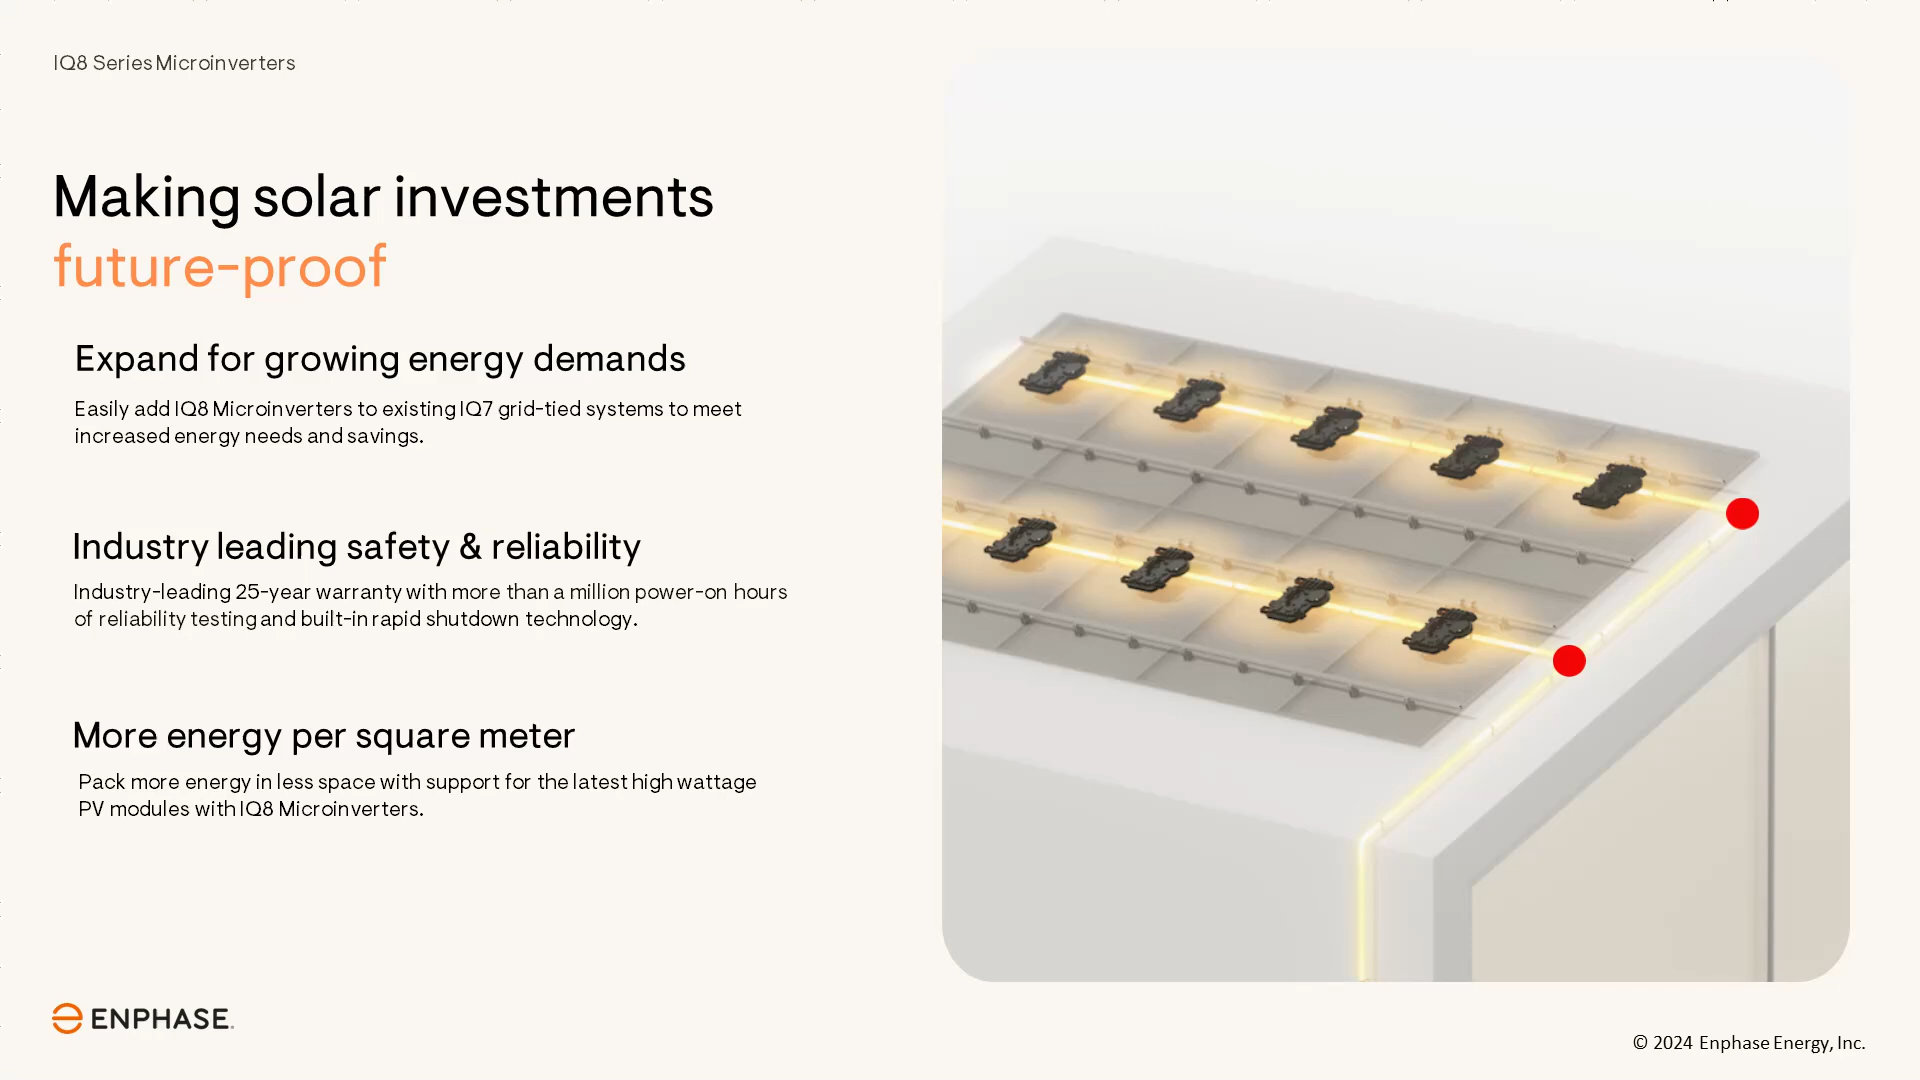 IQ8 Series Microinverters
Making solar investments
future-proof
Expand for growing energy demands
Easily add IQ8 Microinverters to existing IQ7 grid-tied systems to meet
increased energy needs and savings.
Industry leading safety & reliability
Industry-leading 25-year warranty with more than a million power-on hours
of reliability testing and built-in rapid shutdown technology.
More energy per square meter
Pack more energy in less space with support for the latest high wattage
PV modules with IQ8 Microinverters.
ENPHASE.
© 2024 Enphase Energy, Inc.